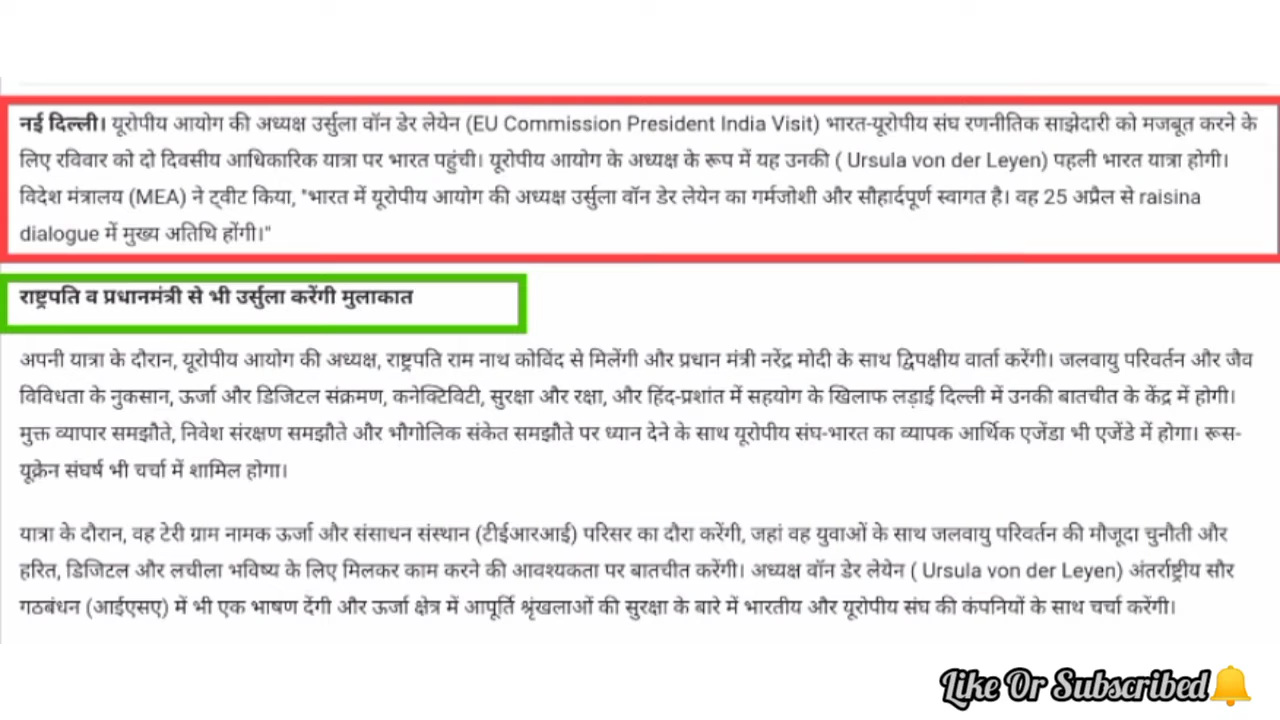 नई दिल्ली। यूरोपीय आयोग की अध्यक्ष उर्सुला वॉन डेर लेयेन (EU Commission President India Visit) भारत-यूरोपीय संघ रणनीतिक साझेदारी को मजबूत करने के
लिए रविवार को दो दिवसीय आधिकारिक यात्रा पर भारत पहुंची। यूरोपीय आयोग के अध्यक्ष के रूप में यह उनकी ( Ursula von der Leyen) पहली भारत यात्रा होगी।
विदेश मंत्रालय (MEA) ने ट्वीट किया, "भारत में यूरोपीय आयोग की अध्यक्ष उर्सुला वॉन डेर लेयेन का गर्मजोशी और सौहार्दपूर्ण स्वागत है। वह 25 अप्रैल से raisina
dialogue में मुख्य अतिथि होंगी।"
राष्ट्रपति व प्रधानमंत्री से भी उर्सुला करेंगी मुलाकात
अपनी यात्रा के दौरान, यूरोपीय आयोग की अध्यक्ष, राष्ट्रपति राम नाथ कोविंद से मिलेंगी और प्रधान मंत्री नरेंद्र मोदी के साथ द्विपक्षीय वार्ता करेंगी। जलवायु परिवर्तन और जैव
विविधता के नुकसान, ऊर्जा और डिजिटल संक्रमण, कनेक्टिविटी, सुरक्षा और रक्षा, और हिंद-प्रशांत में सहयोग के खिलाफ लड़ाई दिल्ली में उनकी बातचीत के केंद्र में होगी।
मुक्त व्यापार समझौते, निवेश संरक्षण समझौते और भौगोलिक संकेत समझौते पर ध्यान देने के साथ यूरोपीय संघ-भारत का व्यापक आर्थिक एजेंडा भी एजेंडे में होगा। रूस-
यूक्रेन संघर्ष भी चर्चा में शामिल होगा।
यात्रा के दौरान, वह टेरी ग्राम नामक ऊर्जा और संसाधन संस्थान (टीईआरआई) परिसर का दौरा करेंगी, जहां वह युवाओं के साथ जलवायु परिवर्तन की मौजूदा चुनौती और
हरित, डिजिटल और लचीला भविष्य के लिए मिलकर काम करने की आवश्यकता पर बातचीत करेंगी। अध्यक्ष वॉन डेर लेयेन ( Ursula von der Leyen) अंतर्राष्ट्रीय सौर
गठबंधन (आईएसए) में भी एक भाषण देंगी और ऊर्जा क्षेत्र में आपूर्ति श्रृंखलाओं की सुरक्षा के बारे में भारतीय और यूरोपीय संघ की कंपनियों के साथ चर्चा करेंगी।
Like Or Subscribed